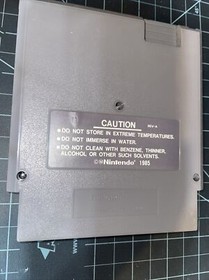 CAUTION
•DO NOT STORE IN EXTREME TEMPERATURES.
•DO NOT IMMERSE IN WATER.
•DO NOT CLEAN WITH BENZENE, THINNER,
ALCOHOL OR OTHER SUCH SOLVENTS.
©®Nintendo 1985